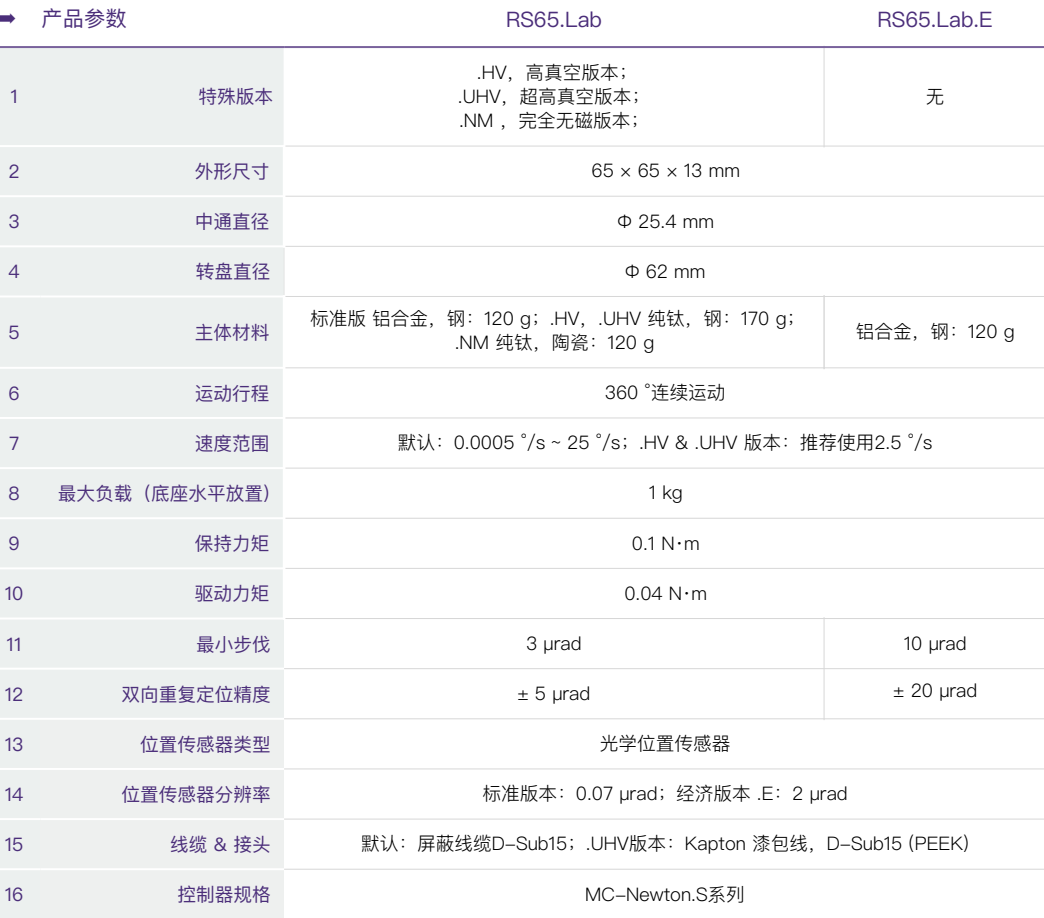 ➡ 产品参数 RS65.Lab RS65.Lab.E
1 特殊版本 .HV，高真空版本；
.UHV，超高真空版本；
.NM ，完全无磁版本；
无
2 外形尺寸 65 × 65 × 13 mm
3 中通直径 Φ 25.4 mm
4 转盘直径 Φ 62 mm
5 主体材料 标准版 铝合金，钢：120 g；.HV，.UHV 纯钛，钢：170 g；
.NM 纯钛，陶瓷：120 g
铝合金，钢：120 g
6 运动行程 360 °连续运动
7 速度范围 默认：0.0005 °/s ~ 25 °/s；.HV & .UHV 版本：推荐使用2.5 °/s
8 最大负载（底座水平放置） 1 kg
9 保持力矩 0.1 N·m
10 驱动力矩 0.04 N·m
11 最小步伐 3 μrad 10 μrad
12 双向重复定位精度 ± 5 μrad ± 20 μrad
13 位置传感器类型 光学位置传感器
14 位置传感器分辨率 标准版本：0.07 μrad；经济版本 .E：2 μrad
15 线缆 & 接头 默认：屏蔽线缆D-Sub15；.UHV版本：Kapton 漆包线，D-Sub15 (PEEK)
16 控制器规格 MC-Newton.S系列